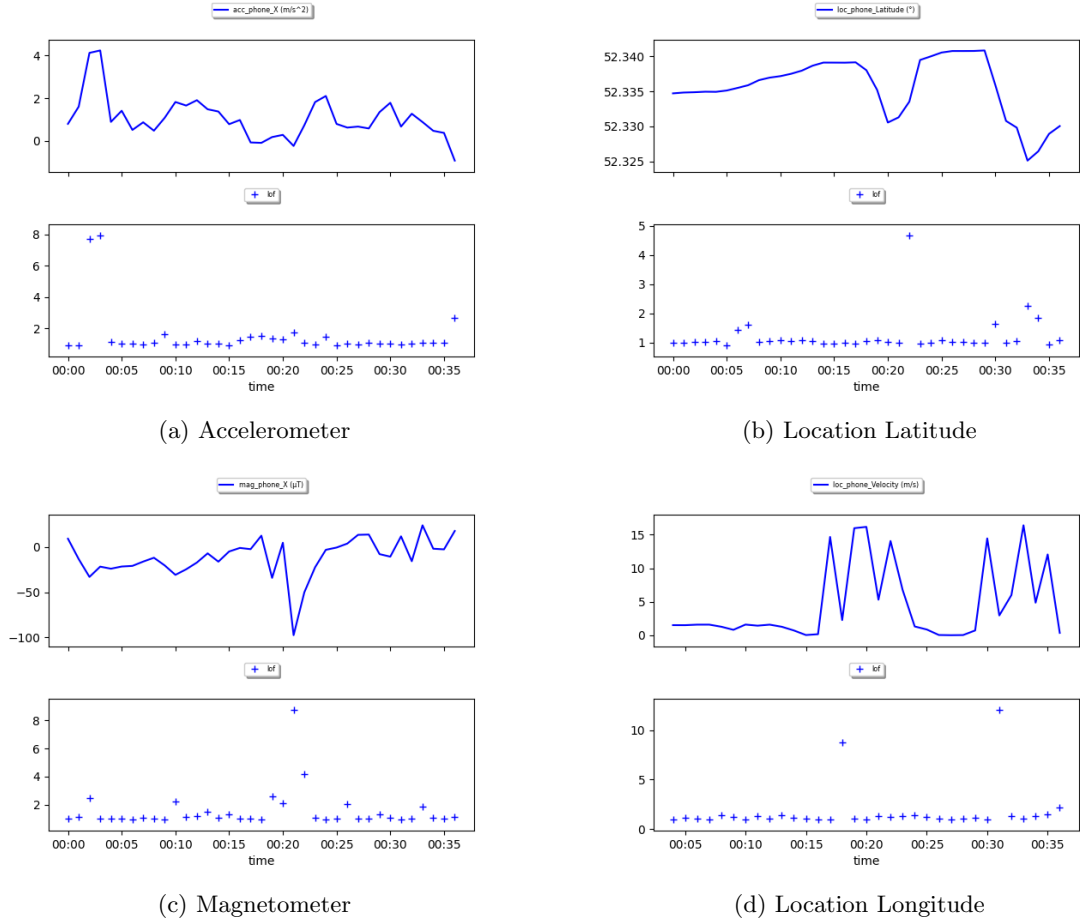 acc_phone_X (m/s^2)
4
2
0
lof
8
6
4
2
00:00 00:05 00:10 00:15 00:20 00:25 00:30 00:35
time
(a) Accelerometer
loc_phone_Latitude (°)
52.340
52.335
52.330
52.325
lof
5
4
3
2
1
00:00 00:05 00:10 00:15 00:20 00:25 00:30 00:35
time
(b) Location Latitude
mag_phone_X (μT)
0
−50
−100
lof
8
6
4
2
00:00 00:05 00:10 00:15 00:20 00:25 00:30 00:35
time
(c) Magnetometer
loc_phone_Velocity (m/s)
15
10
5
0
lof
10
5
0
00:05 00:10 00:15 00:20 00:25 00:30 00:35
time
(d) Location Longitude